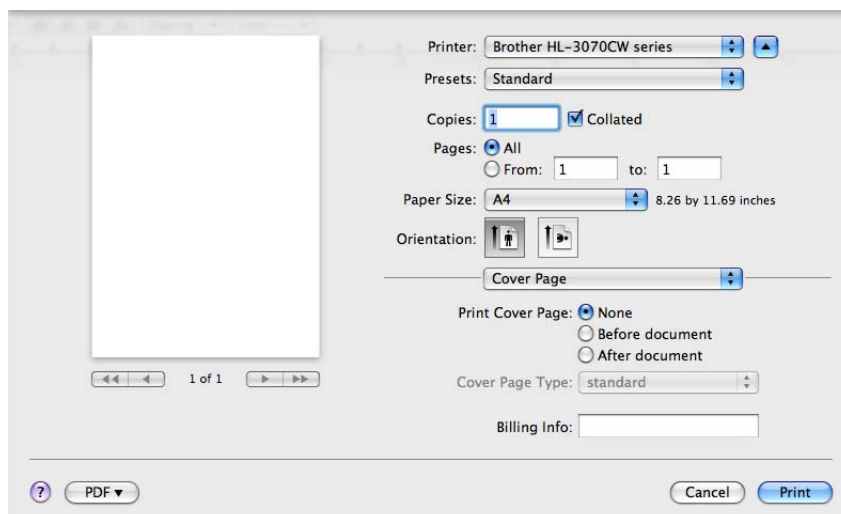 Printer: Brother HL-3070CW series
Presets: Standard
Copies: 1 Collated
Pages: All
From: 1 to: 1
Paper Size: A4 8.26 by 11.69 inches
Orientation:
Cover Page
Print Cover Page: None
Before document
After document
1 of 1
Cover Page Type: standard
Billing Info:
? PDF Cancel Print